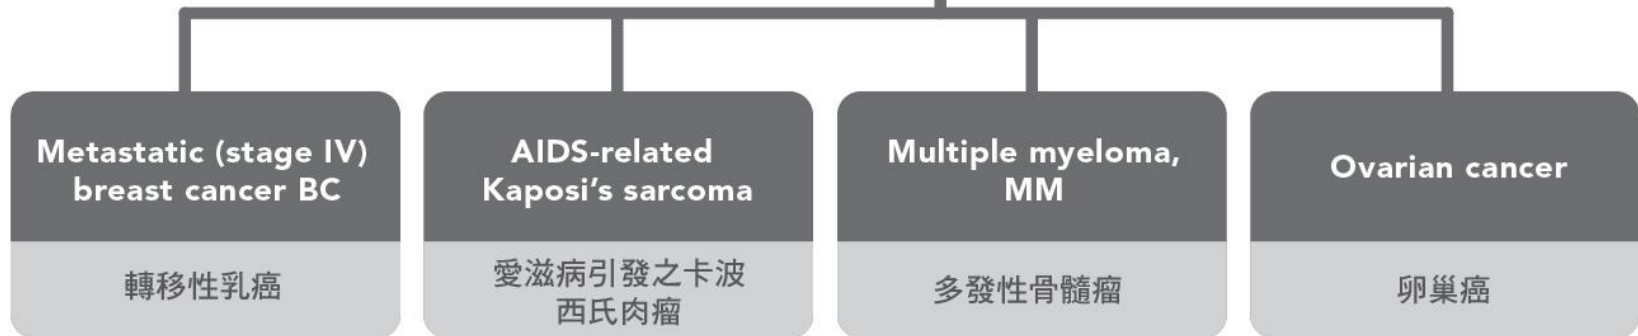 Metastatic (stage IV)
breast cancer BC
轉移性乳癌
AIDS-related
Kaposi's sarcoma
愛滋病引發之卡波
西氏肉瘤
Multiple myeloma,
MM
多發性骨髓瘤
Ovarian cancer
卵巢癌